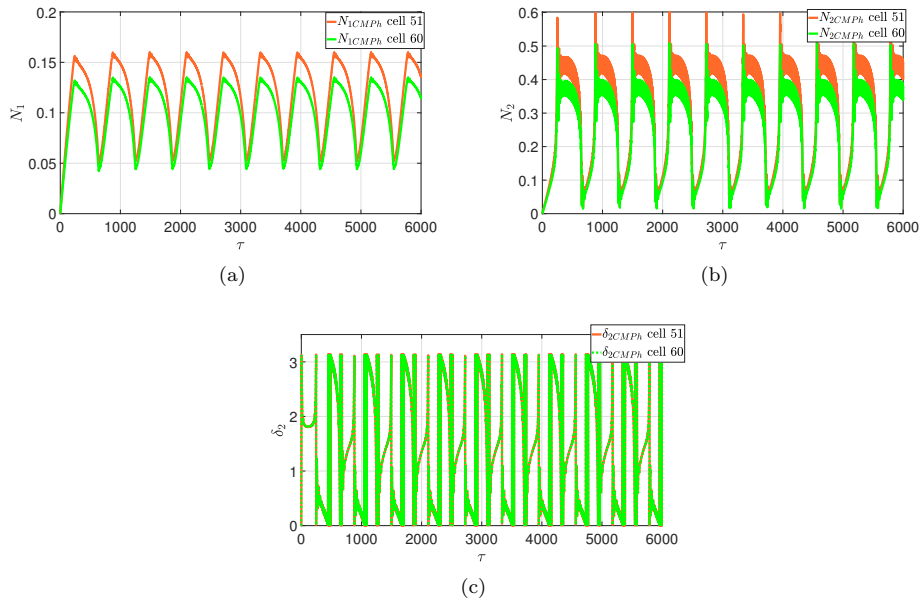 N1CMPh cell 51
N1CMPh cell 60
0.2
0.15
0.1
0.05
0
N1
0 1000 2000 3000 4000 5000 6000
τ
(a)
N2CMPh cell 51
N2CMPh cell 60
0.6
0.5
0.4
0.3
0.2
0.1
0
N2
0 1000 2000 3000 4000 5000 6000
τ
(b)
δ2CMPh cell 51
δ2CMPh cell 60
3
2
1
0
δ2
0 1000 2000 3000 4000 5000 6000
τ
(c)